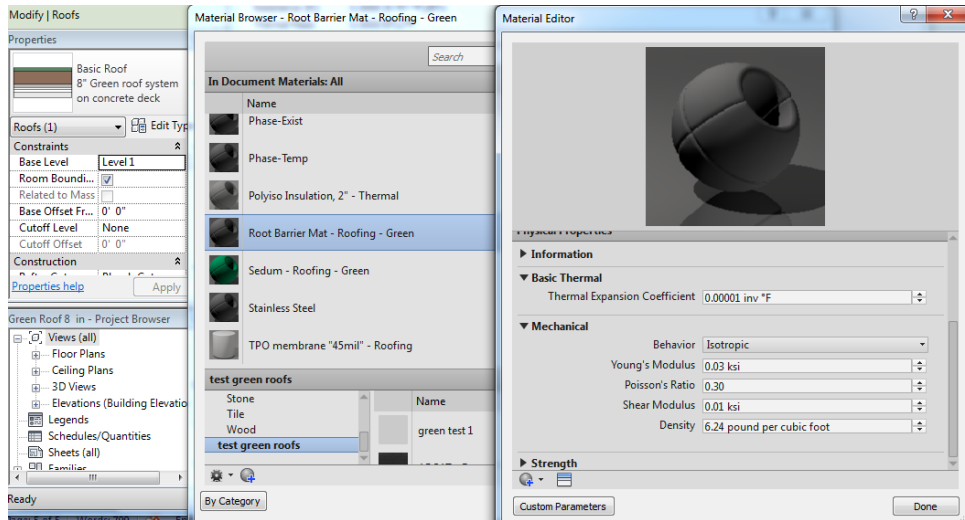 Modify | Roofs
Properties
Basic Roof
8" Green roof system
on concrete deck
Roofs (1)
Edit Typ
Constraints
Base Level Level 1
Room Boundi...
Related to Mass
Base Offset Fr... 0' 0"
Cutoff Level None
Cutoff Offset 0' 0"
Construction
Properties help
Apply
Green Roof 8 in - Project Browser
Views (all)
Floor Plans
Ceiling Plans
3D Views
Elevations (Building Elevatio
Legends
Schedules/Quantities
Sheets (all)
Families
Ready
Material Browser - Root Barrier Mat - Roofing - Green
Search
In Document Materials: All
Name
Phase-Exist
Phase-Temp
Polyiso Insulation, 2" - Thermal
Root Barrier Mat - Roofing - Green
Sedum - Roofing - Green
Stainless Steel
TPO membrane "45mil" - Roofing
test green roofs
Stone
Tile
Wood
test green roofs
Name
green test 1
By Category
Material Editor
Physical Properties
Information
Basic Thermal
Thermal Expansion Coefficient 0.00001 inv °F
Mechanical
Behavior Isotropic
Young's Modulus 0.03 ksi
Poisson's Ratio 0.30
Shear Modulus 0.01 ksi
Density 6.24 pound per cubic foot
Strength
Custom Parameters
Done